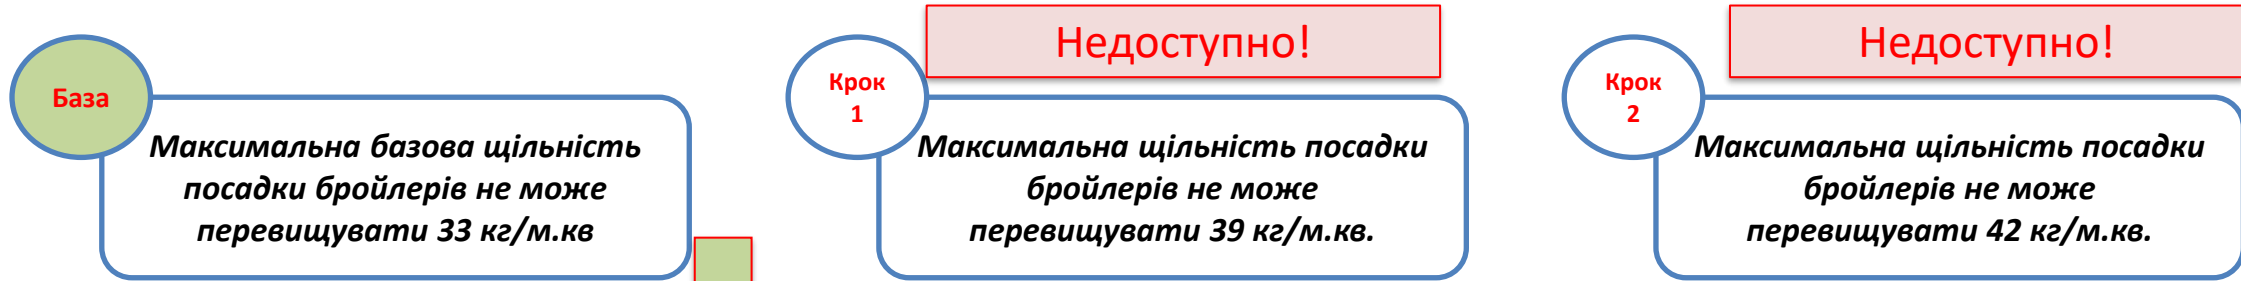 База
Максимальна базова щільність
посадки бройлерів не може
перевищувати 33 кг/м.кв
Недоступно!
Крок
1
Максимальна щільність посадки
бройлерів не може
перевищувати 39 кг/м.кв.
Недоступно!
Крок
2
Максимальна щільність посадки
бройлерів не може
перевищувати 42 кг/м.кв.